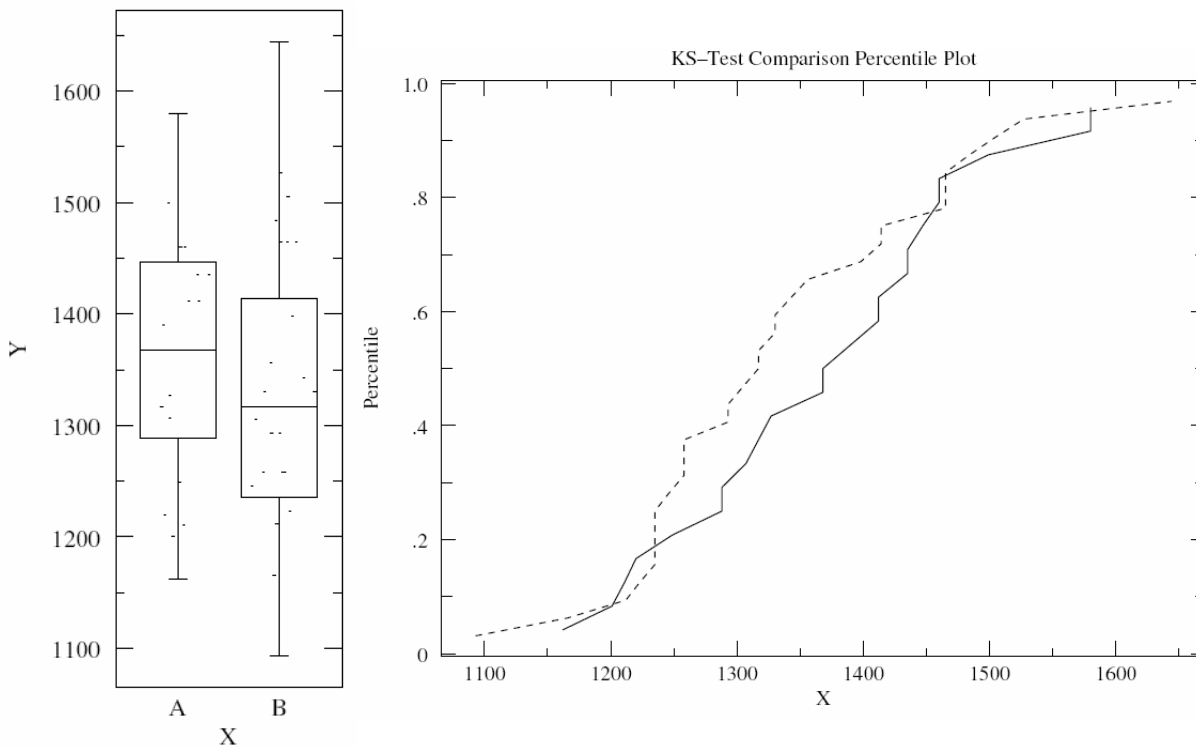 1600
1500
1400
1300
1200
1100
Y
A B
X
KS–Test Comparison Percentile Plot
1.0
.8
.6
.4
.2
0
Percentile
1100 1200 1300 1400 1500 1600
X